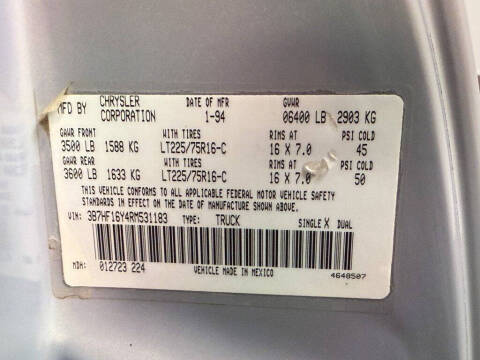 MFD BY CHRYSLER CORPORATION DATE OF MFR 1-94 GVWR 06400 LB 2903 KG
GAWR FRONT WITH TIRES RIMS AT PSI COLD
3500 LB 1588 KG LT225/75R16-C 16 X 7.0 45
GAWR REAR WITH TIRES RIMS AT PSI COLD
3600 LB 1633 KG LT225/75R16-C 16 X 7.0 50
THIS VEHICLE CONFORMS TO ALL APPLICABLE FEDERAL MOTOR VEHICLE SAFETY
STANDARDS IN EFFECT ON THE DATE OF MANUFACTURE SHOWN ABOVE.
VIN: 3B7HF16Y4RM531183 TYPE: TRUCK SINGLE X DUAL
MDH: 012723 224 VEHICLE MADE IN MEXICO 4648507